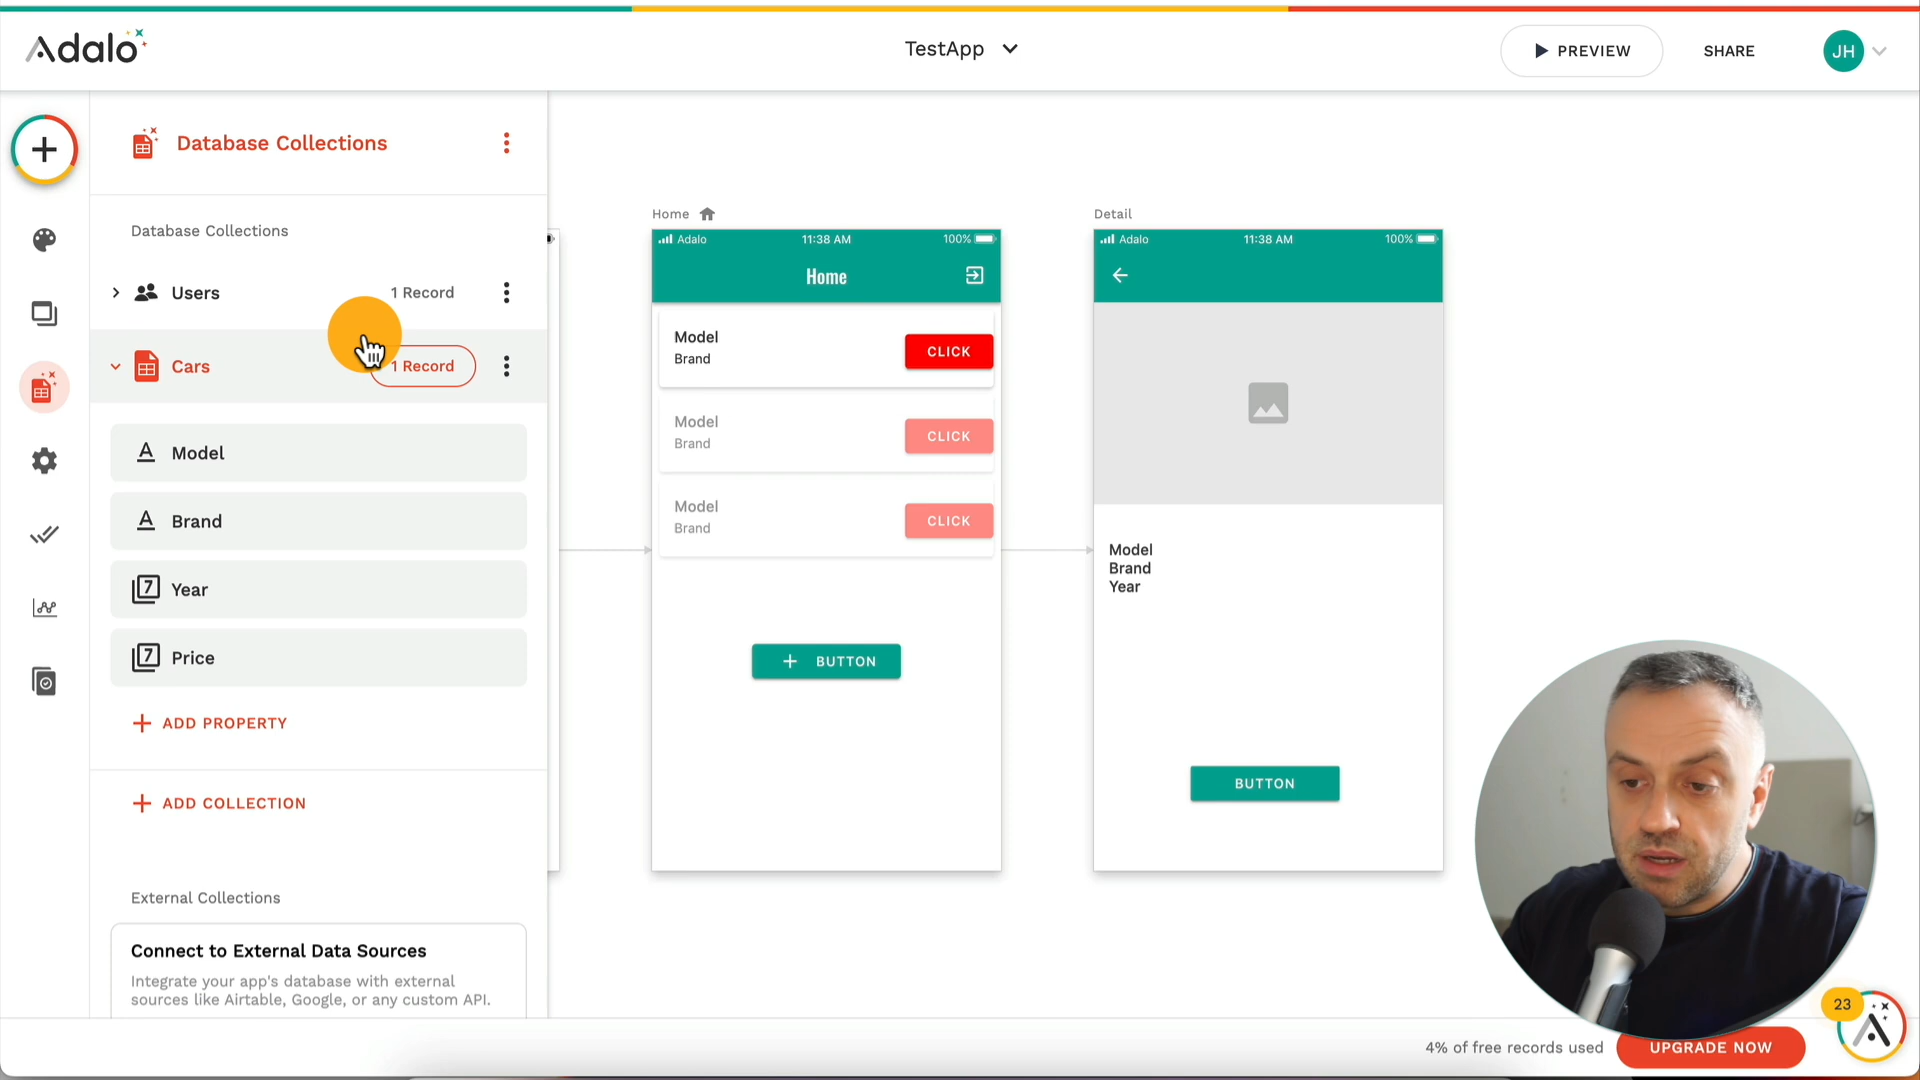 Adalo
TestApp
PREVIEW
SHARE
JH
Database Collections
Database Collections
Users
1 Record
Cars
1 Record
Model
Brand
Year
Price
ADD PROPERTY
ADD COLLECTION
External Collections
Connect to External Data Sources
Integrate your app's database with external
sources like Airtable, Google, or any custom API.
Home
Adalo
11:38 AM
100%
Home
Model
Brand
CLICK
Model
Brand
CLICK
Model
Brand
CLICK
BUTTON
Detail
Adalo
11:38 AM
100%
Model
Brand
Year
BUTTON
23
4% of free records used
UPGRADE NOW